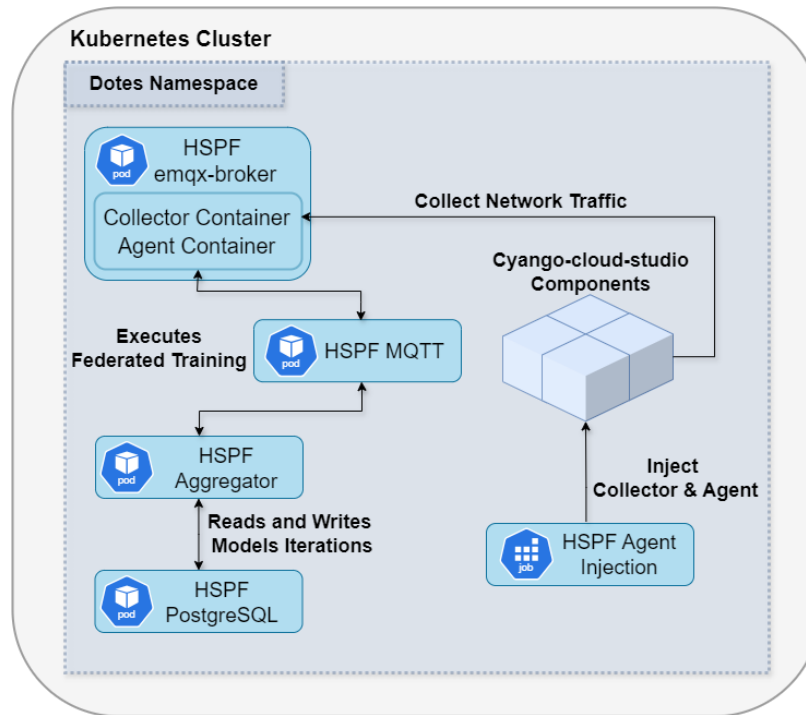 Kubernetes Cluster
Dotes Namespace
HSPF
emqx-broker
pod
Collector Container
Agent Container
Collect Network Traffic
Cyango-cloud-studio
Components
Executes
Federated Training
HSPF MQTT
pod
HSPF
Aggregator
pod
Inject
Collector & Agent
Reads and Writes
Models Iterations
HSPF Agent
Injection
job
HSPF
PostgreSQL
pod